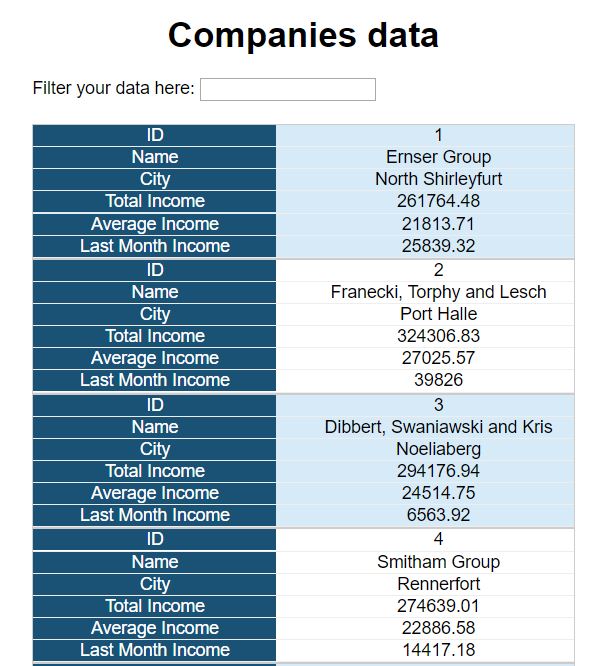 Companies data
Filter your data here:
ID 1
Name Ernser Group
City North Shirleyfurt
Total Income 261764.48
Average Income 21813.71
Last Month Income 25839.32
ID 2
Name Franecki, Torphy and Lesch
City Port Halle
Total Income 324306.83
Average Income 27025.57
Last Month Income 39826
ID 3
Name Dibbert, Swaniawski and Kris
City Noeliaberg
Total Income 294176.94
Average Income 24514.75
Last Month Income 6563.92
ID 4
Name Smitham Group
City Rennerfort
Total Income 274639.01
Average Income 22886.58
Last Month Income 14417.18